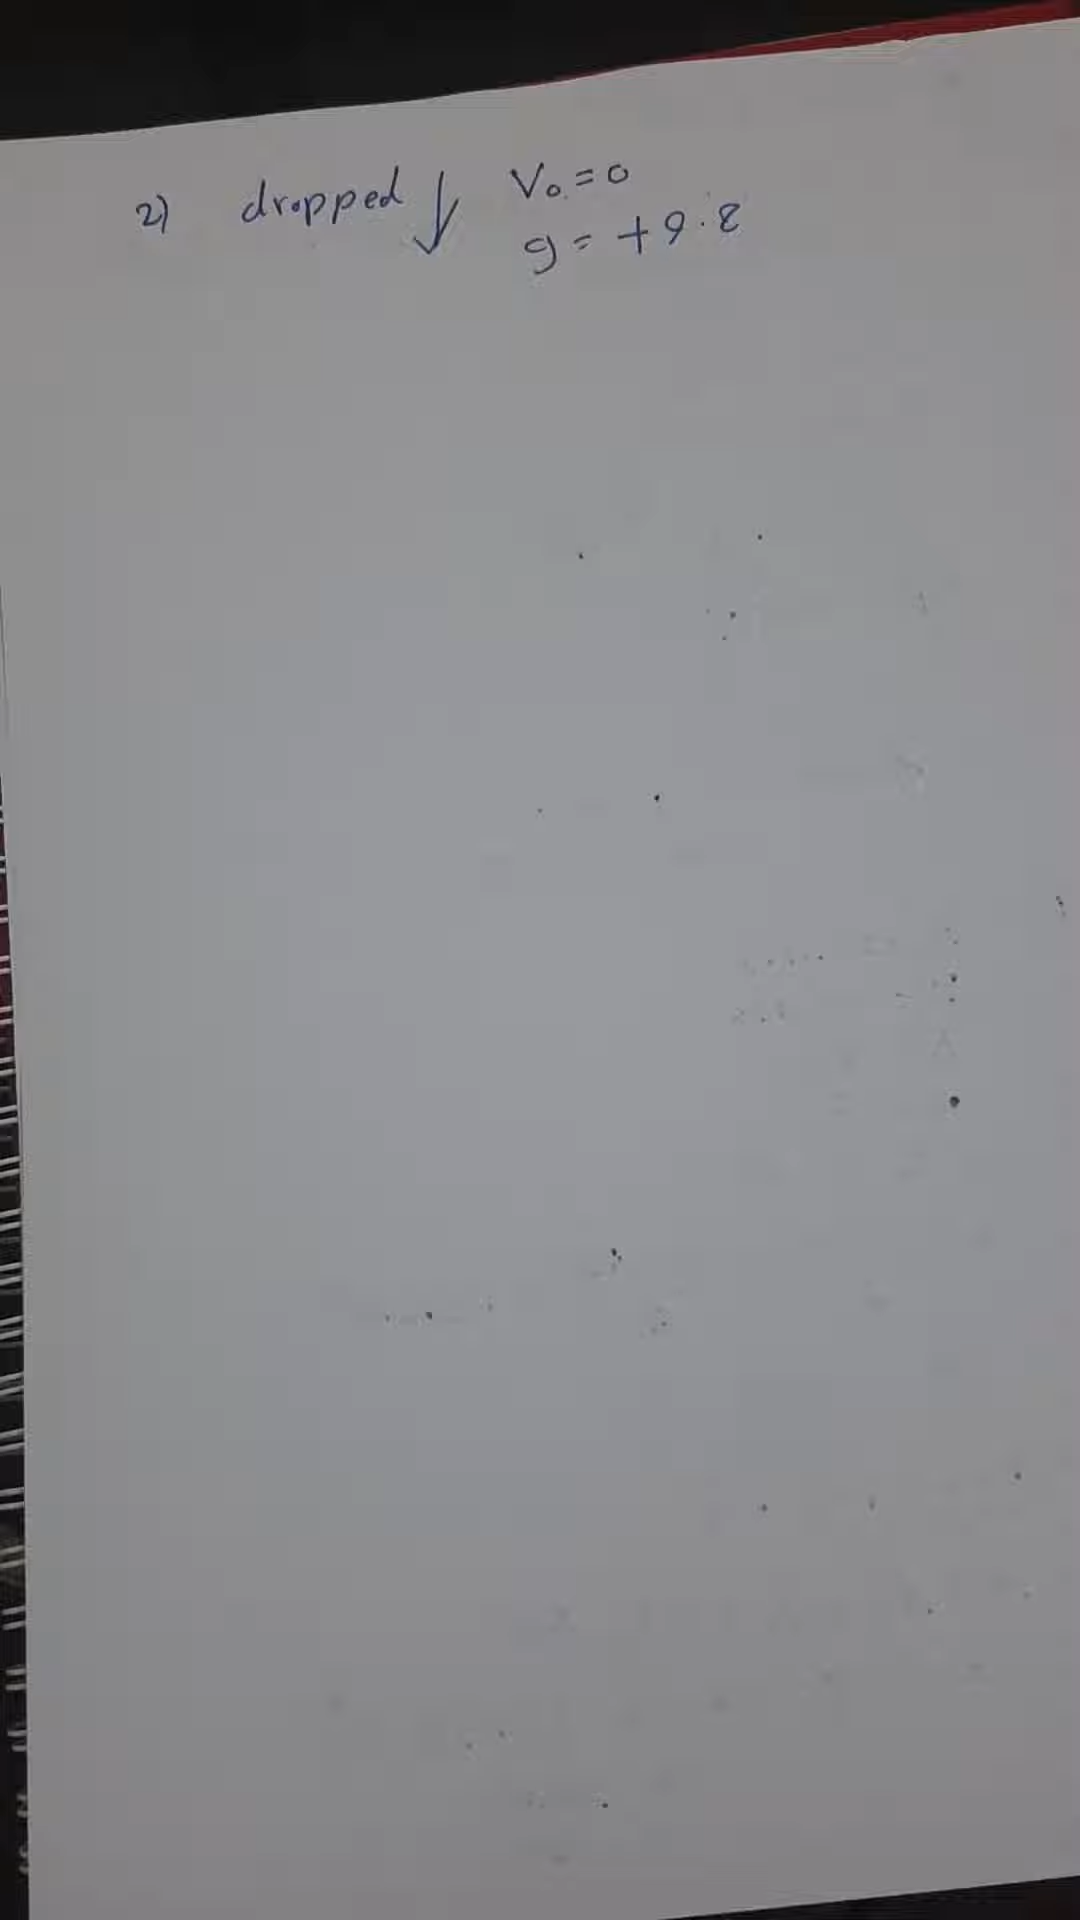 2) dropped ↓ V₀ = 0
g = +9.8